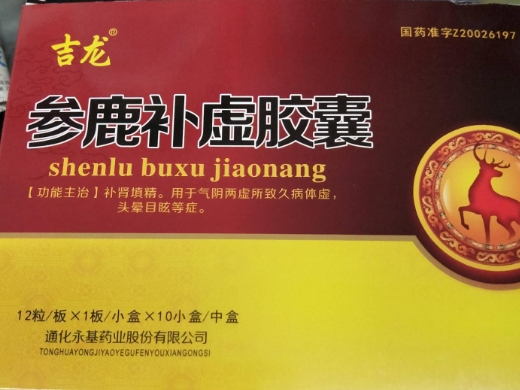 吉龙®
国药准字Z20026197
参鹿补虚胶囊
shenlu buxu jiaonang
【功能主治】补肾填精。用于气阴两虚所致久病体虚，
头晕目眩等症。
12粒/板×1板/小盒×10小盒/中盒
通化永基药业股份有限公司
TONGHUAYONGJIYAOYEGUFENYOUXIANGONGSI